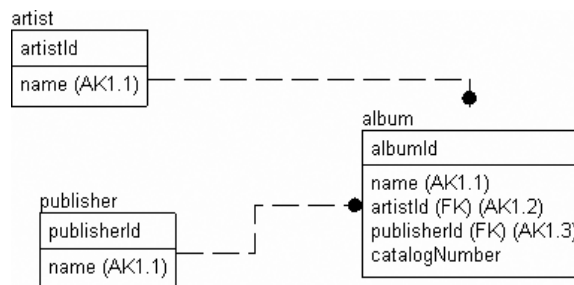 artist
artistId
name (AK1.1)
album
albumId
name (AK1.1)
artistId (FK) (AK1.2)
publisherId (FK) (AK1.3)
catalogNumber
publisher
publisherId
name (AK1.1)